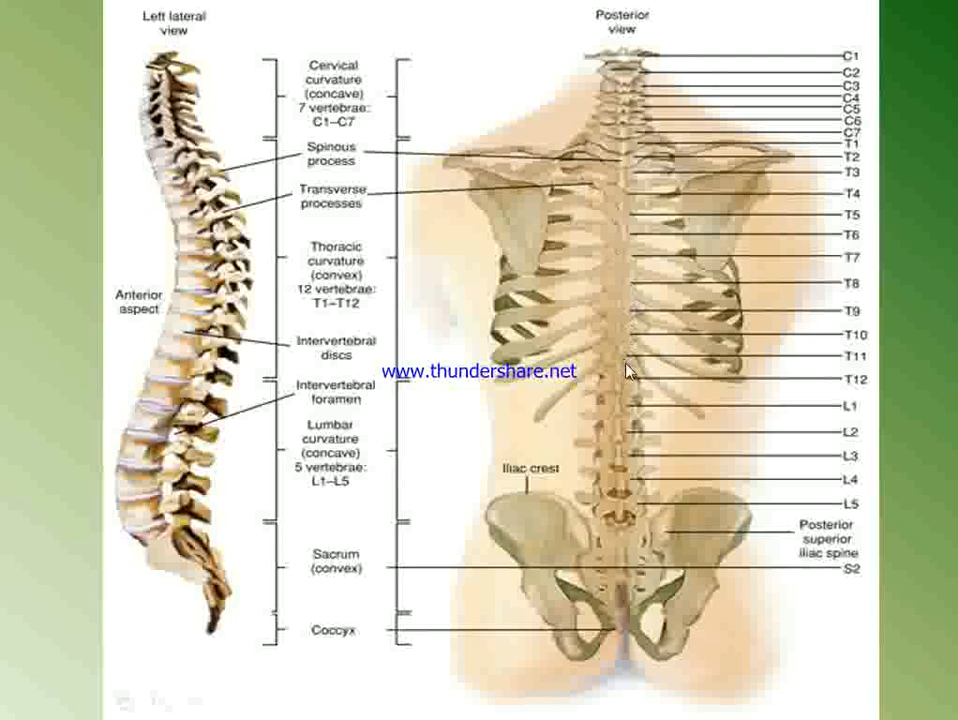 Left lateral
view
Posterior
view
Cervical
curvature
(concave)
7 vertebrae:
C1–C7
Spinous
process
Transverse
processes
Thoracic
curvature
(convex)
12 vertebrae:
T1–T12
Anterior
aspect
Intervertebral
discs
www.thundershare.net
Intervertebral
foramen
Lumbar
curvature
(concave)
5 vertebrae:
L1–L5
Iliac crest
Sacrum
(convex)
Coccyx
C1
C2
C3
C4
C5
C6
C7
T1
T2
T3
T4
T5
T6
T7
T8
T9
T10
T11
T12
L1
L2
L3
L4
L5
Posterior
superior
iliac spine
S2